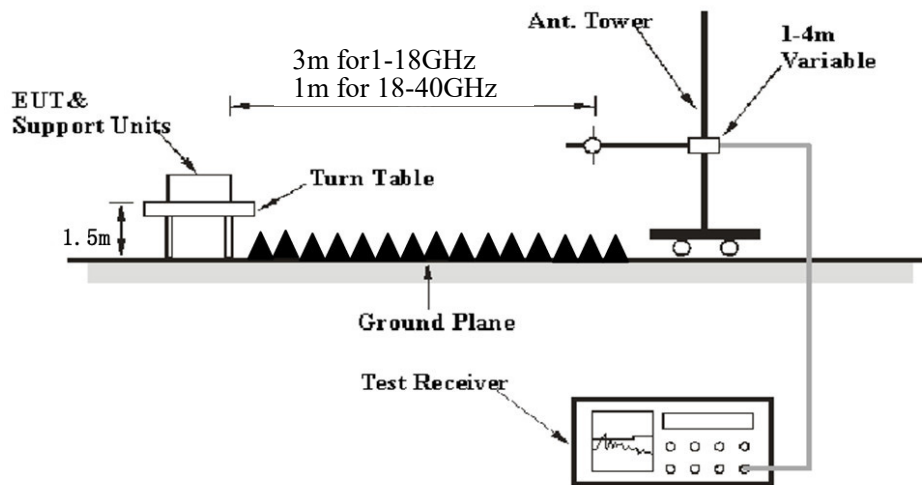 Ant. Tower
1-4m
Variable
3m for1-18GHz
1m for 18-40GHz
EUT&
Support Units
Turn Table
1.5m
Ground Plane
Test Receiver